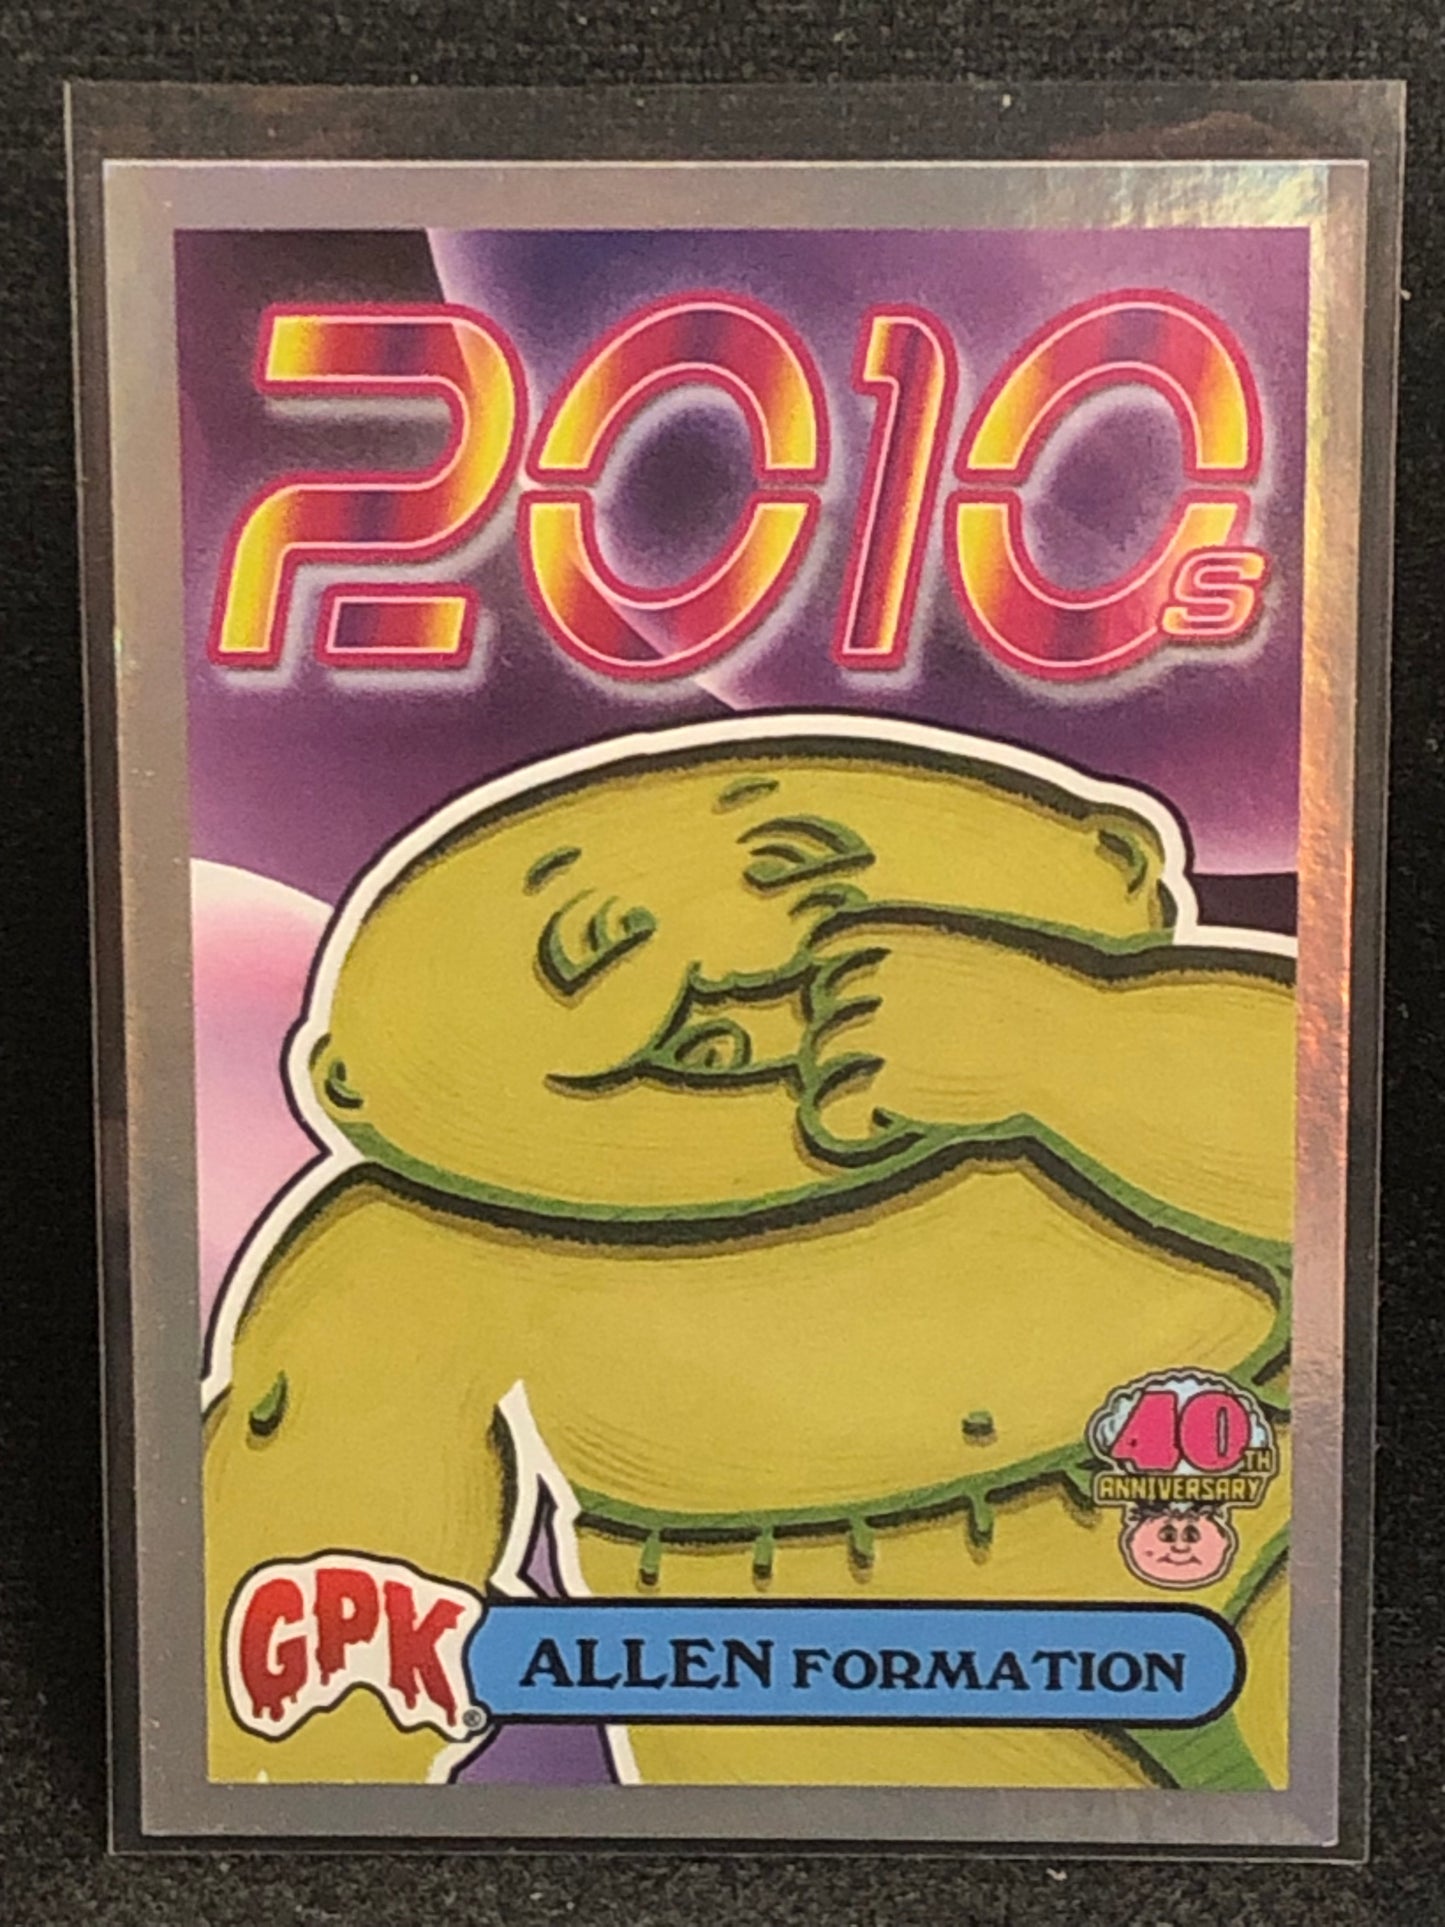 2010s
40TH
ANNIVERSARY
GPK®
ALLEN FORMATION